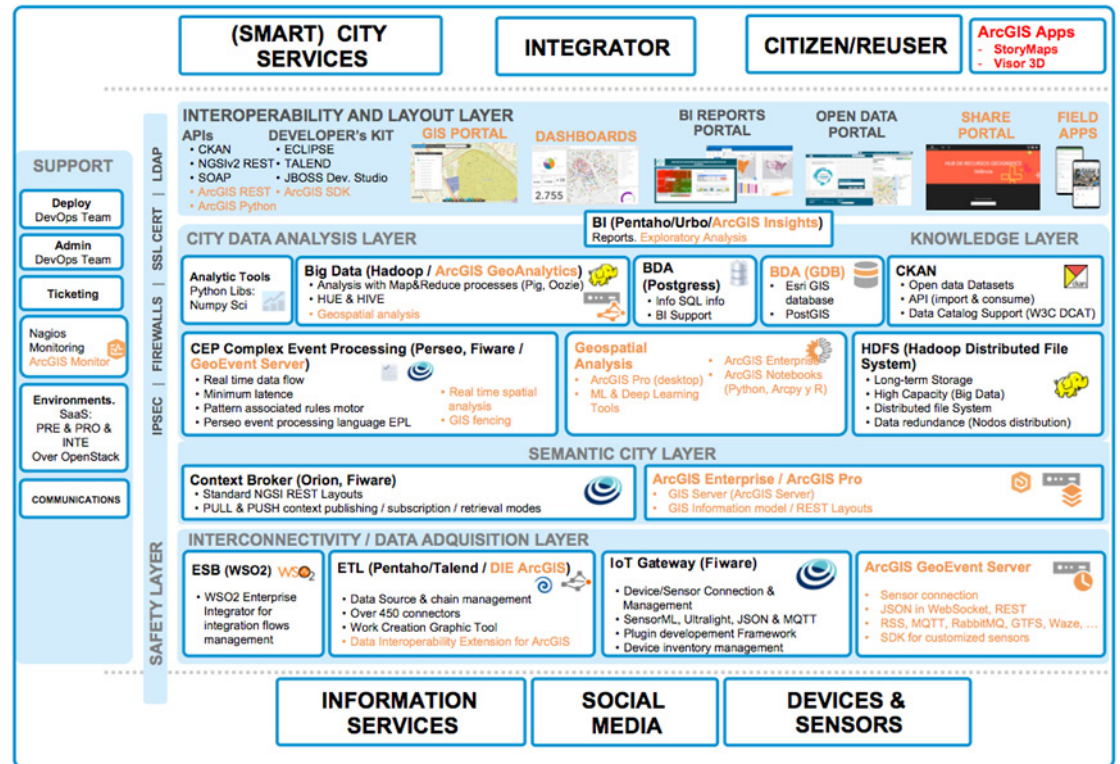 (SMART) CITY
SERVICES
INTEGRATOR
CITIZEN/REUSER
ArcGIS Apps
- StoryMaps
- Visor 3D
SUPPORT
Deploy
DevOps Team
Admin
DevOps Team
Ticketing
Nagios
Monitoring
ArcGIS Monitor
Environments.
SaaS:
PRE & PRO &
INTE
Over OpenStack
COMMUNICATIONS
SAFETY LAYER
IPSEC | FIREWALLS | SSL CERT | LDAP
INTEROPERABILITY AND LAYOUT LAYER
APIs
• CKAN
• NGSIv2 REST
• SOAP
• ArcGIS REST
• ArcGIS Python
DEVELOPER's KIT
• ECLIPSE
• TALEND
• JBOSS Dev. Studio
• ArcGIS SDK
GIS PORTAL
DASHBOARDS
2.755
BI REPORTS
PORTAL
OPEN DATA
PORTAL
SHARE
PORTAL
HUB DE RECURSOS GEOGRÀFICS
València
FIELD
APPS
BI (Pentaho/Urbo/ArcGIS Insights)
Reports. Exploratory Analysis
CITY DATA ANALYSIS LAYER
KNOWLEDGE LAYER
Analytic Tools
Python Libs:
Numpy Sci
Big Data (Hadoop / ArcGIS GeoAnalytics)
• Analysis with Map&Reduce processes (Pig, Oozie)
• HUE & HIVE
• Geospatial analysis
BDA
(Postgress)
• Info SQL info
• BI Support
BDA (GDB)
• Esri GIS
database
• PostGIS
CKAN
• Open data Datasets
• API (import & consume)
• Data Catalog Support (W3C DCAT)
ckan
CEP Complex Event Processing (Perseo, Fiware /
GeoEvent Server)
• Real time data flow
• Minimum latence
• Pattern associated rules motor
• Perseo event processing language EPL
• Real time spatial
analysis
• GIS fencing
Geospatial
Analysis
• ArcGIS Pro (desktop)
• ML & Deep Learning
Tools
• ArcGIS Enterprise
• ArcGIS Notebooks
(Python, Arcpy y R)
HDFS (Hadoop Distributed File
System)
• Long-term Storage
• High Capacity (Big Data)
• Distributed file System
• Data redundance (Nodos distribution)
SEMANTIC CITY LAYER
Context Broker (Orion, Fiware)
• Standard NGSI REST Layouts
• PULL & PUSH context publishing / subscription / retrieval modes
ArcGIS Enterprise / ArcGIS Pro
• GIS Server (ArcGIS Server)
• GIS Information model / REST Layouts
INTERCONNECTIVITY / DATA ADQUISITION LAYER
ESB (WSO2)
WSO2
• WSO2 Enterprise
Integrator for
integration flows
management
ETL (Pentaho/Talend / DIE ArcGIS)
• Data Source & chain management
• Over 450 connectors
• Work Creation Graphic Tool
• Data Interoperability Extension for ArcGIS
IoT Gateway (Fiware)
• Device/Sensor Connection &
Management
• SensorML, Ultralight, JSON & MQTT
• Plugin developement Framework
• Device inventory management
ArcGIS GeoEvent Server
• Sensor connection
• JSON in WebSocket, REST
• RSS, MQTT, RabbitMQ, GTFS, Waze, ...
• SDK for customized sensors
INFORMATION
SERVICES
SOCIAL
MEDIA
DEVICES &
SENSORS